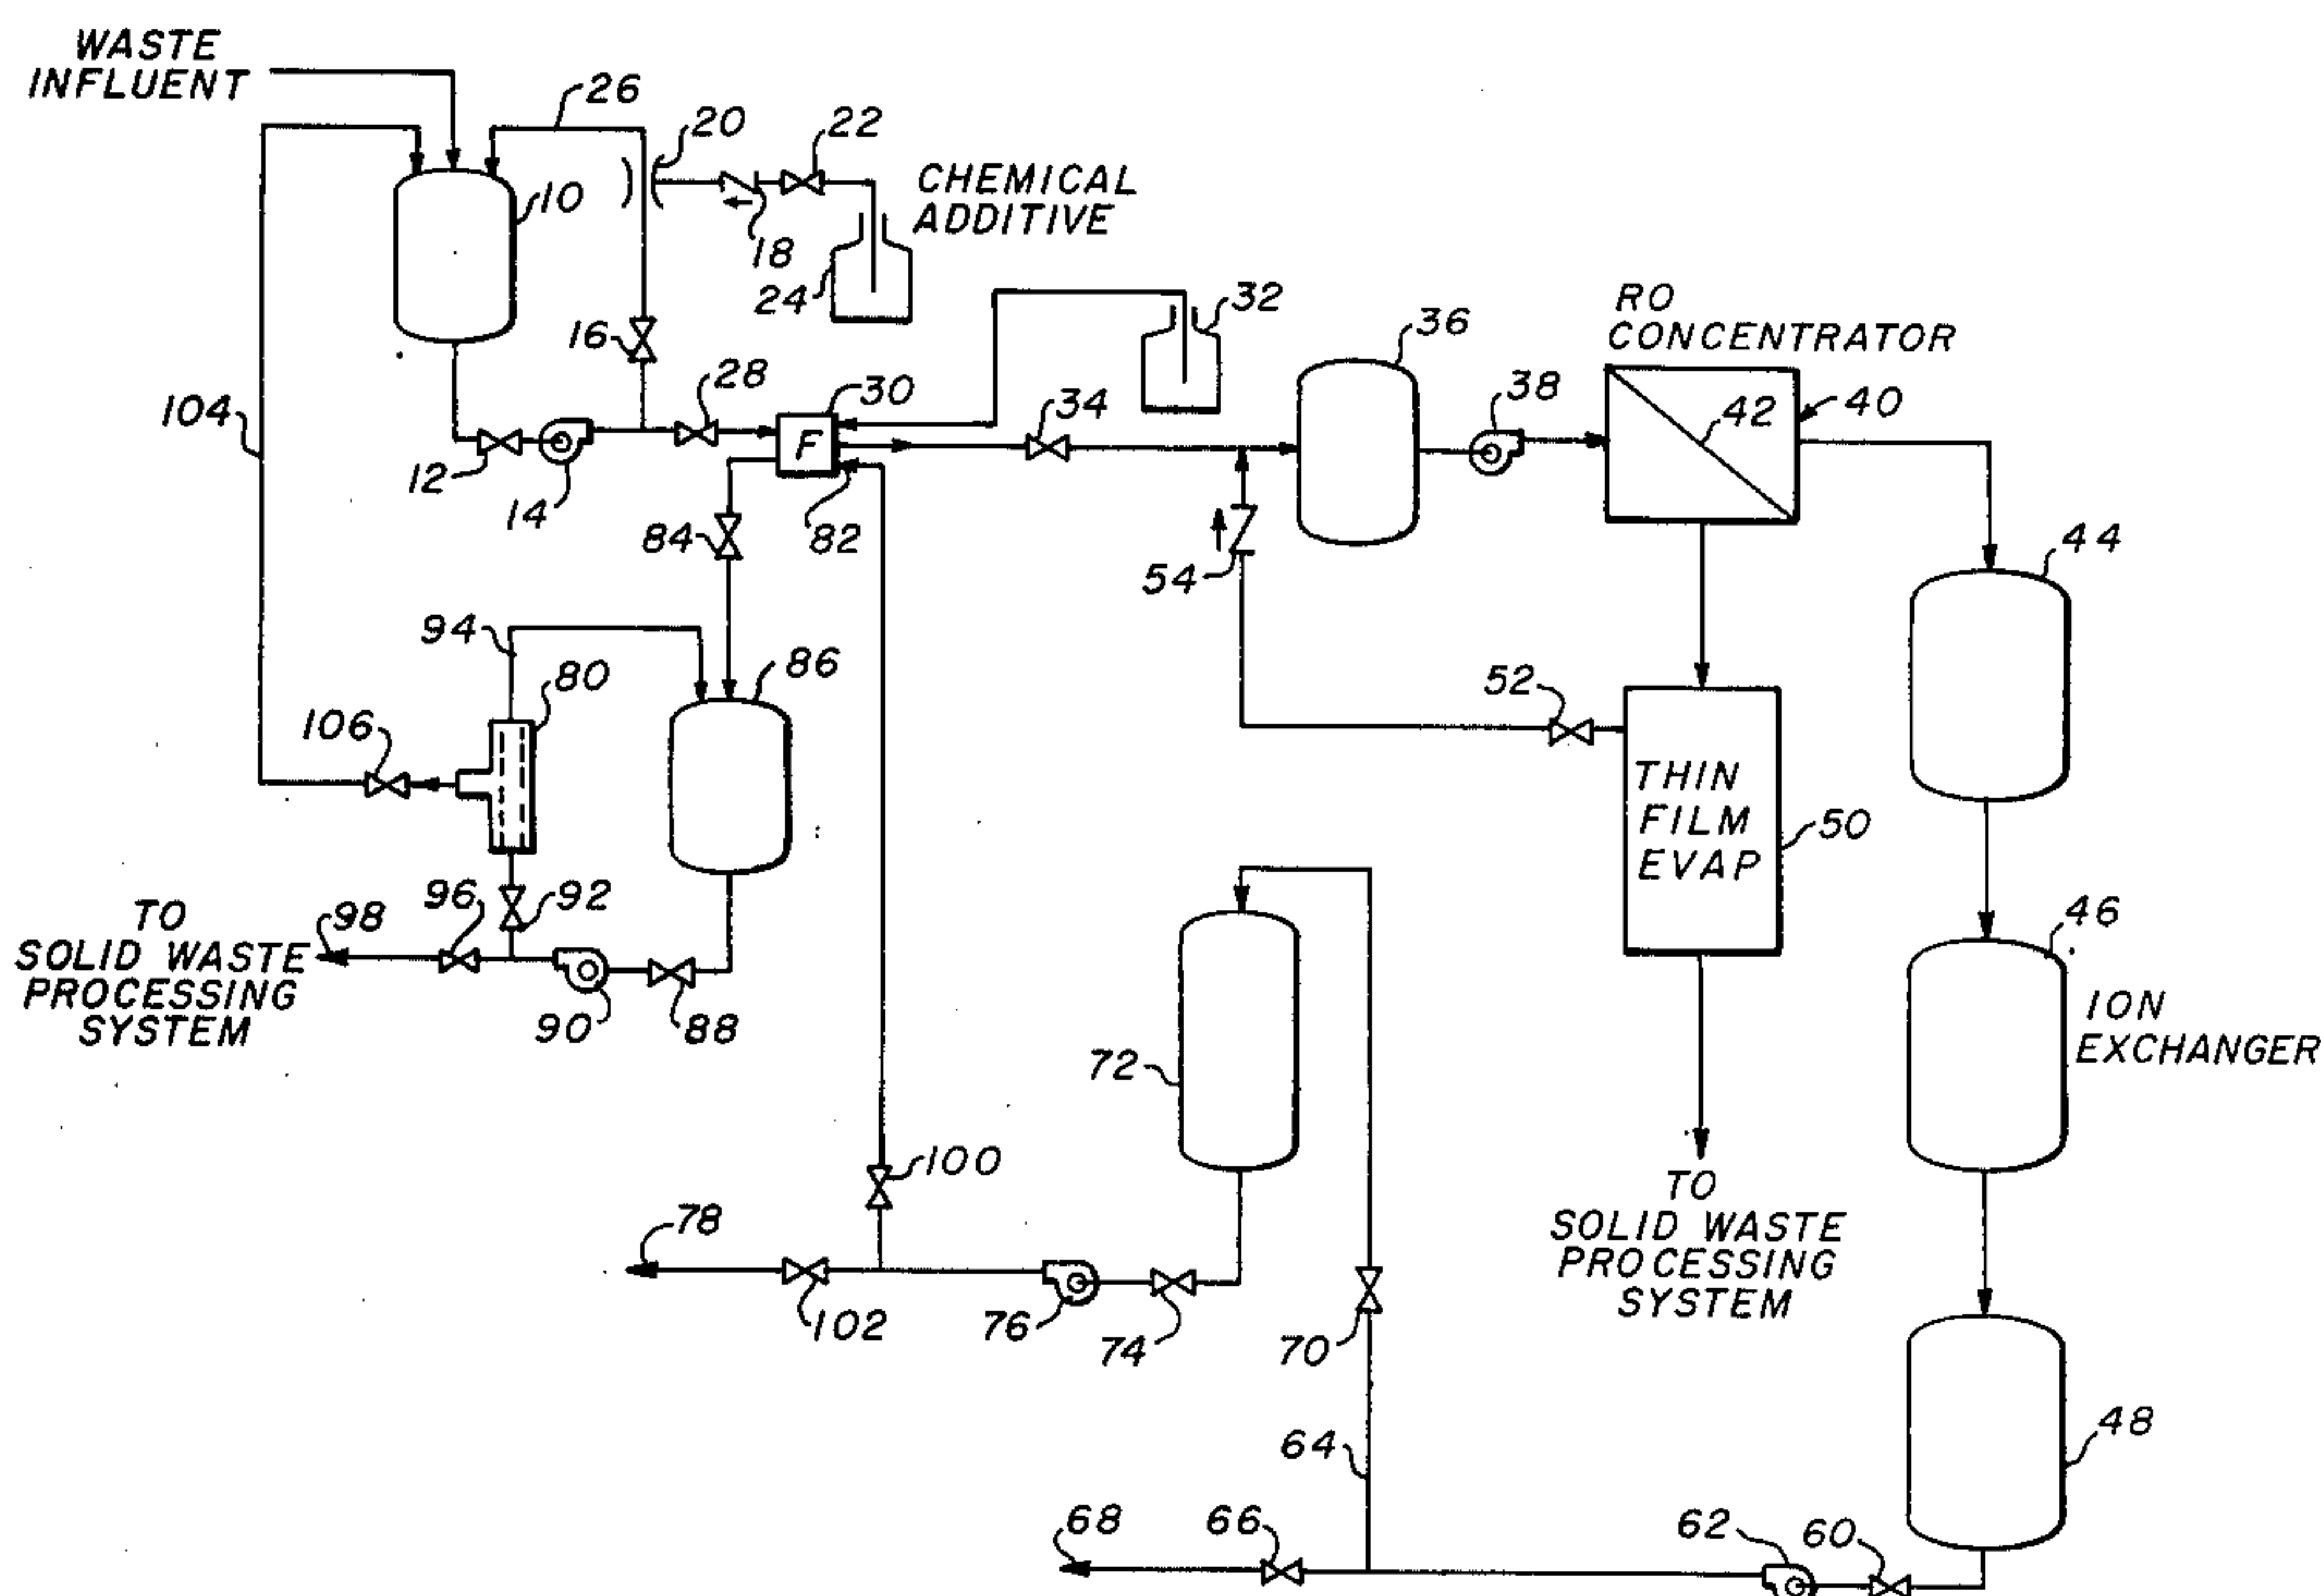 WASTE
INFLUENT
26
20
22
CHEMICAL
ADDITIVE
10
18
24
32
RO
CONCENTRATOR
36
16
28
30
34
38
42
40
104
F
12
14
84
82
54
44
94
80
86
52
106
THIN
FILM
EVAP
50
96
92
46
TO
SOLID WASTE
PROCESSING
SYSTEM
98
90
88
72
ION
EXCHANGER
100
TO
SOLID WASTE
PROCESSING
SYSTEM
78
102
76
74
70
64
48
68
66
62
60